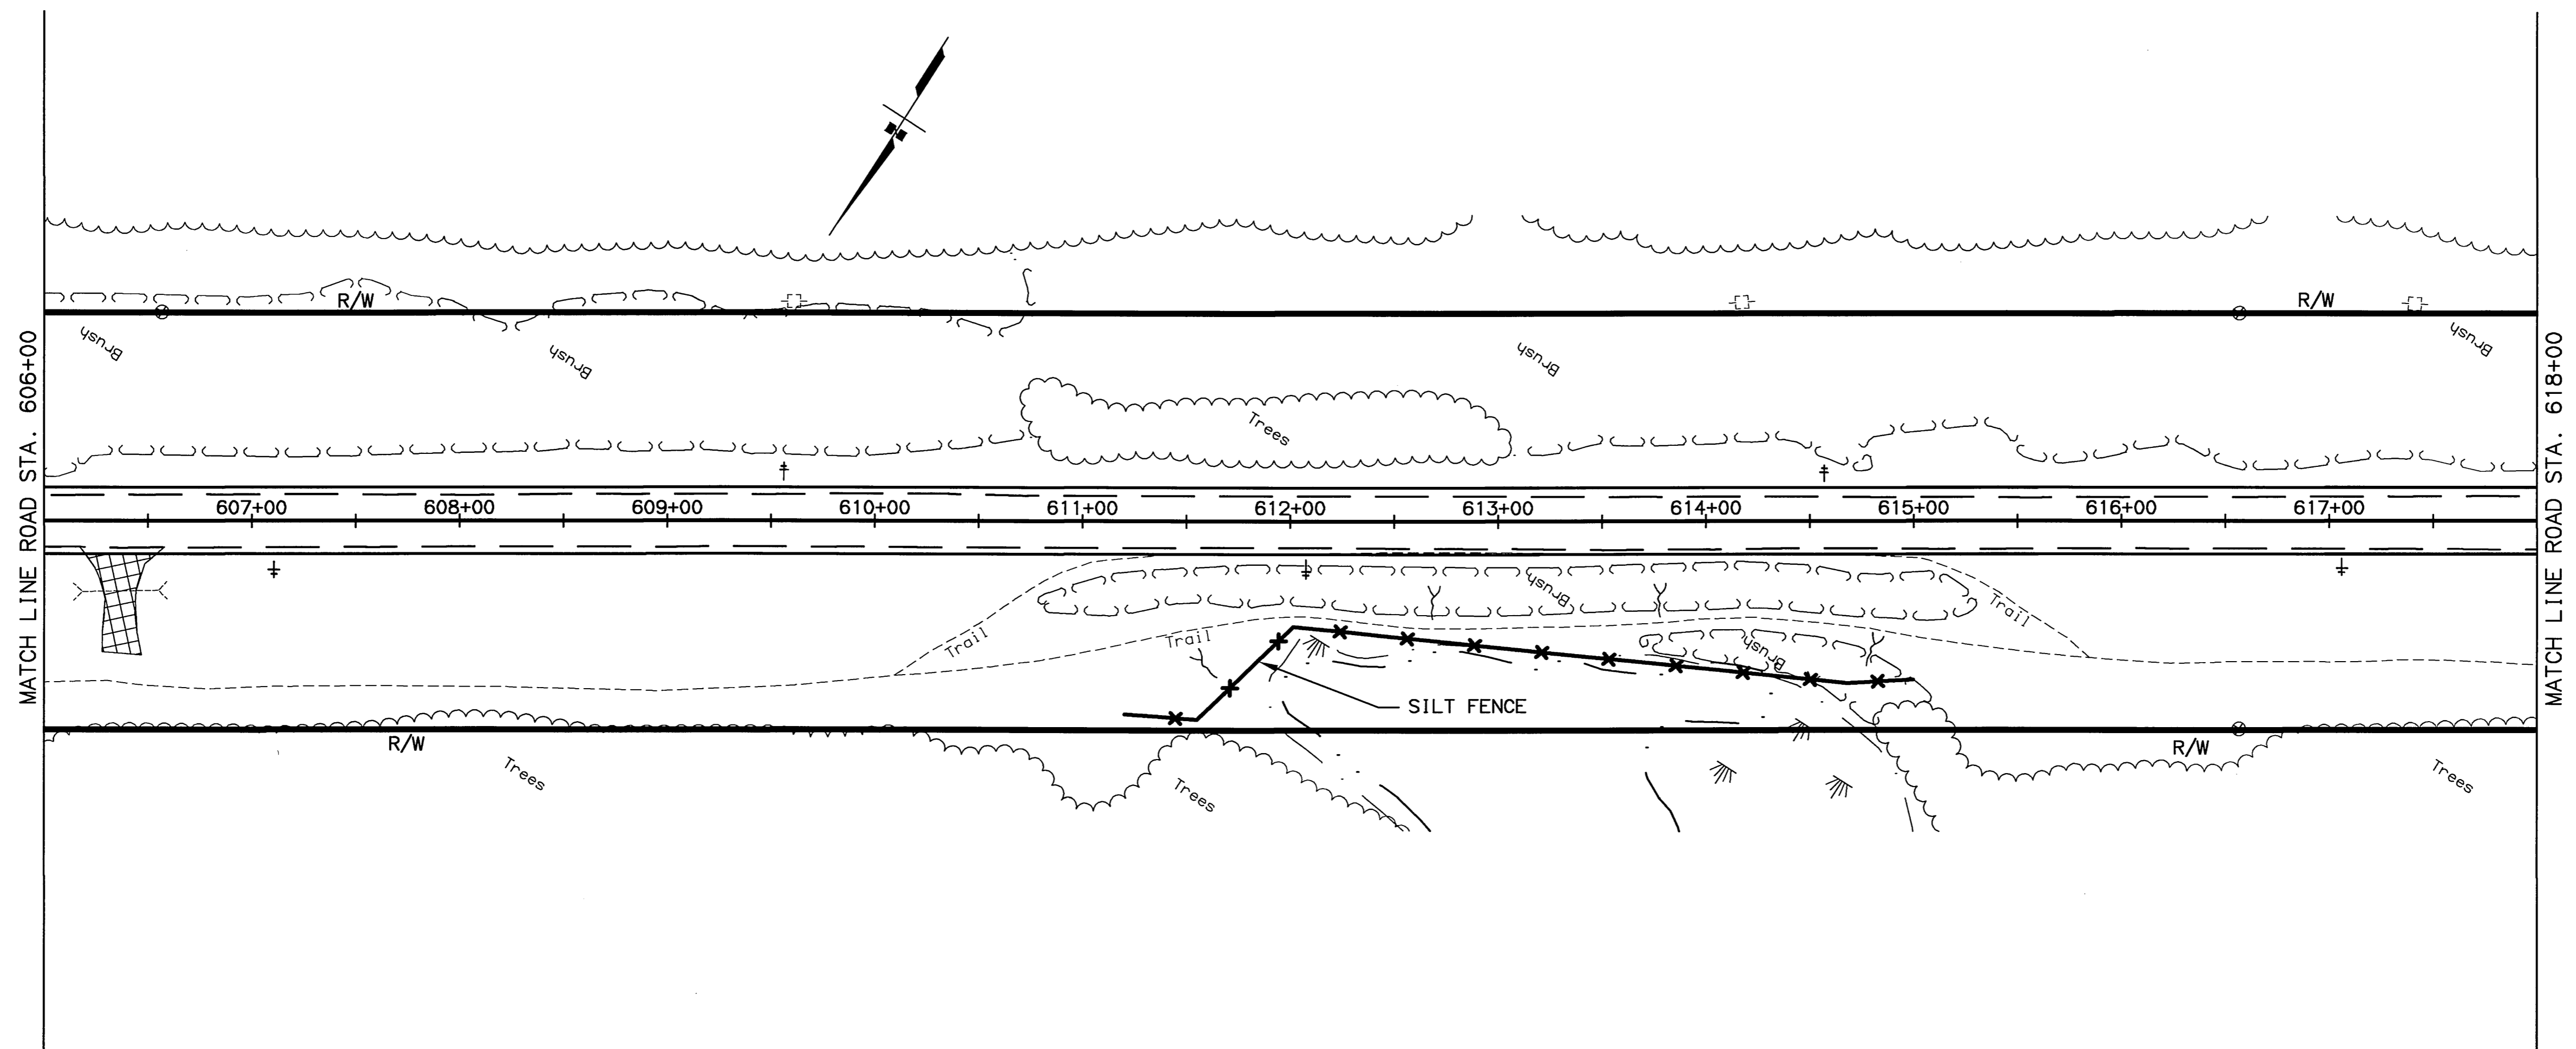 R/W
R/W
Brush
Brush
Brush
Brush
Trees
MATCH LINE ROAD STA. 606+00
MATCH LINE ROAD STA. 618+00
607+00
608+00
609+00
610+00
611+00
612+00
613+00
614+00
615+00
616+00
617+00
Brush
Trail
Trail
Trail
Brush
SILT FENCE
R/W
R/W
Trees
Trees
Trees